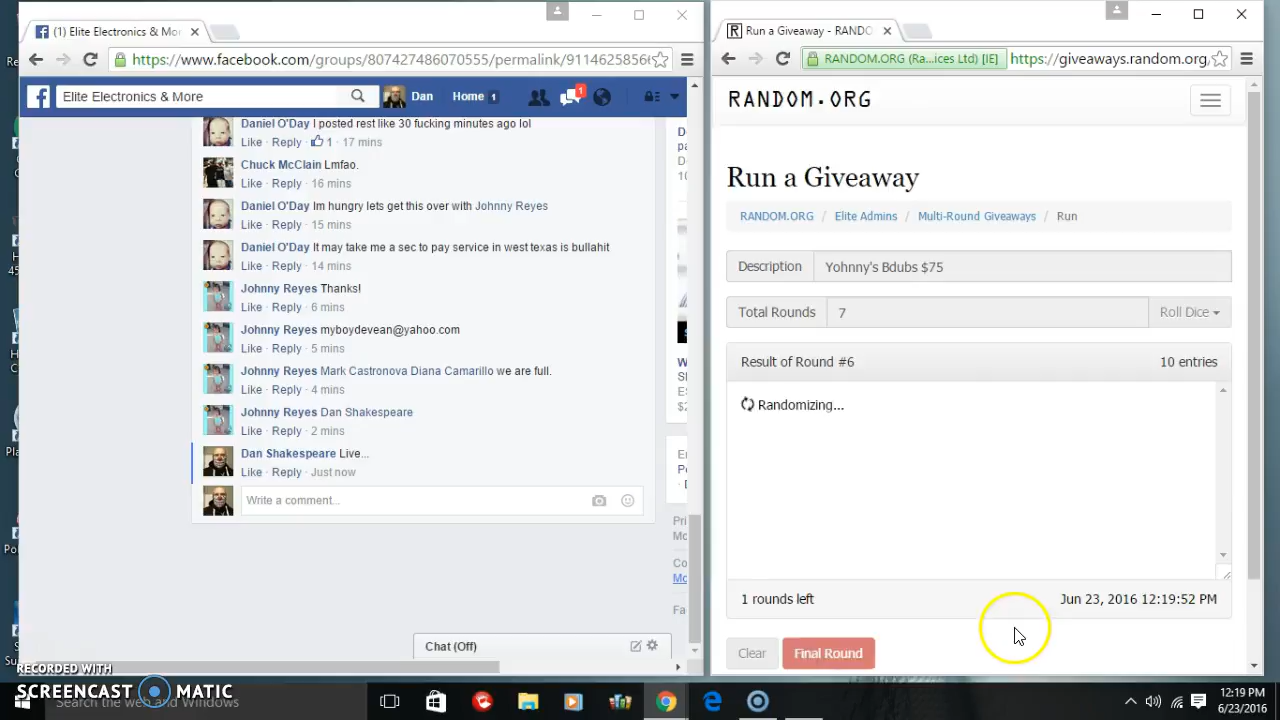 (1) Elite Electronics & Mo
https://www.facebook.com/groups/807427486070555/permalink/9114625856
Elite Electronics & More
Dan
Home 1
1
Daniel O'Day I posted rest like 30 fucking minutes ago lol
Like · Reply · 1 · 17 mins
Chuck McClain Lmfao.
Like · Reply · 16 mins
Daniel O'Day Im hungry lets get this over with Johnny Reyes
Like · Reply · 15 mins
Daniel O'Day It may take me a sec to pay service in west texas is bullahit
Like · Reply · 14 mins
Johnny Reyes Thanks!
Like · Reply · 6 mins
Johnny Reyes myboydevean@yahoo.com
Like · Reply · 5 mins
Johnny Reyes Mark Castronova Diana Camarillo we are full.
Like · Reply · 4 mins
Johnny Reyes Dan Shakespeare
Like · Reply · 2 mins
Dan Shakespeare Live...
Like · Reply · Just now
Write a comment...
Chat (Off)
Run a Giveaway - RANDO
RANDOM.ORG (Ra...ices Ltd) [IE]
https://giveaways.random.org
RANDOM.ORG
Run a Giveaway
RANDOM.ORG / Elite Admins / Multi-Round Giveaways / Run
Description Yohnny's Bdubs $75
Total Rounds 7 Roll Dice
Result of Round #6 10 entries
Randomizing...
1 rounds left Jun 23, 2016 12:19:52 PM
Clear Final Round
RECORDED WITH
SCREENCAST MATIC
Search the web and Windows
12:19 PM
6/23/2016